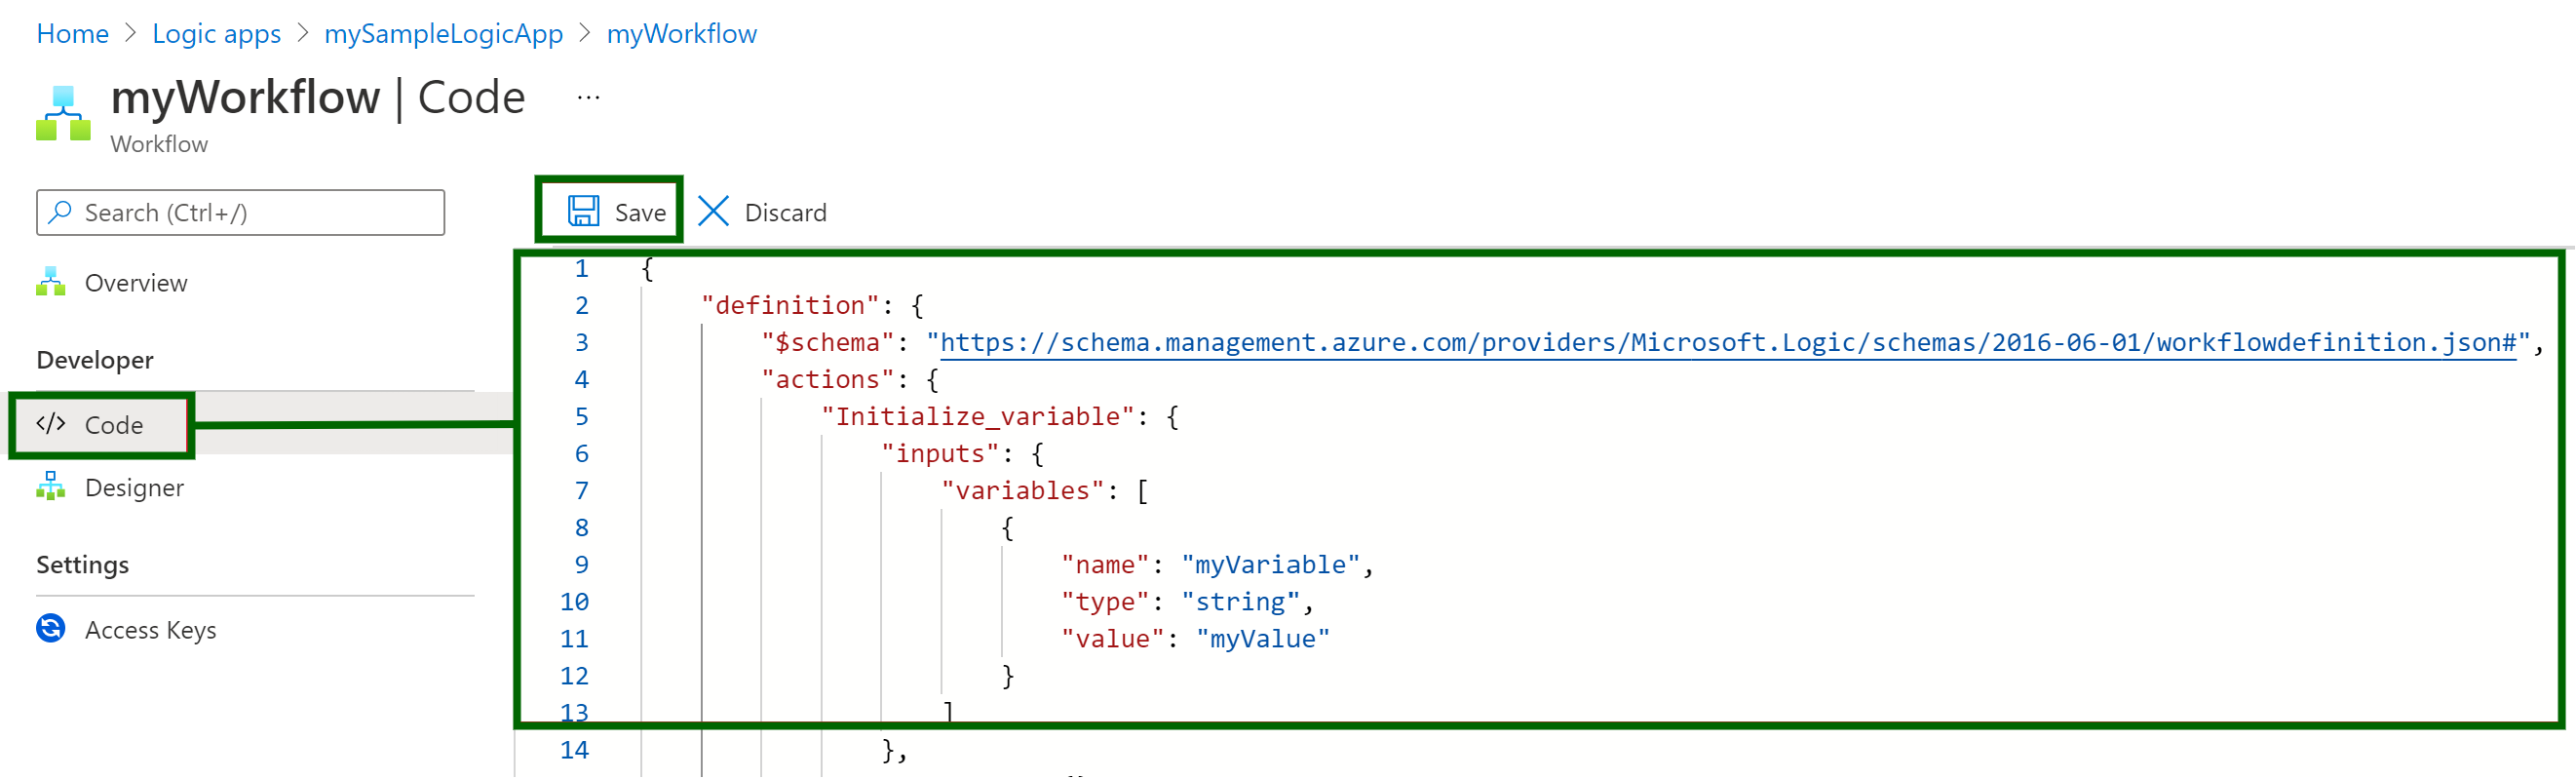 Home > Logic apps > mySampleLogicApp > myWorkflow
myWorkflow | Code ...
Workflow
Search (Ctrl+/)
Overview
Developer
</> Code
Designer
Settings
Access Keys
Save
Discard
1 {
2 "definition": {
3 "$schema": "https://schema.management.azure.com/providers/Microsoft.Logic/schemas/2016-06-01/workflowdefinition.json#",
4 "actions": {
5 "Initialize_variable": {
6 "inputs": {
7 "variables": [
8 {
9 "name": "myVariable",
10 "type": "string",
11 "value": "myValue"
12 }
13 ]
14 },